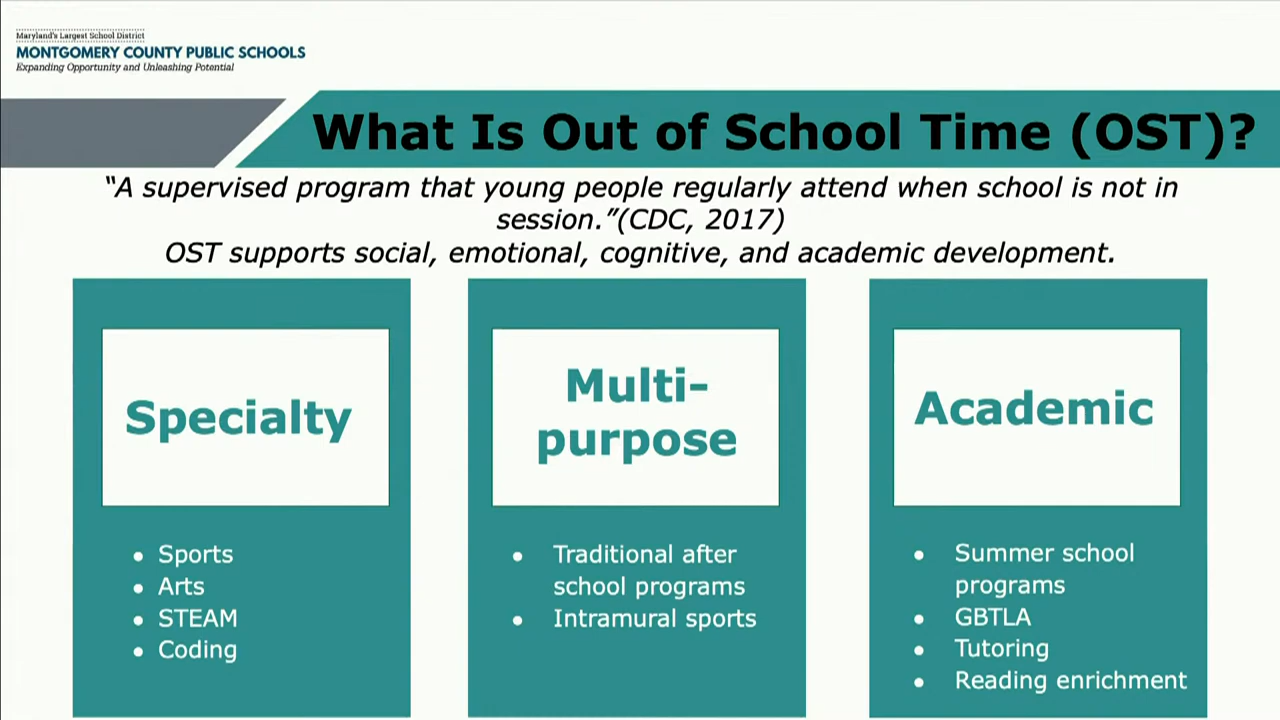 Maryland's Largest School District
MONTGOMERY COUNTY PUBLIC SCHOOLS
Expanding Opportunity and Unleashing Potential
What Is Out of School Time (OST)?
“A supervised program that young people regularly attend when school is not in
session.”(CDC, 2017)
OST supports social, emotional, cognitive, and academic development.
Specialty
• Sports
• Arts
• STEAM
• Coding
Multi-
purpose
• Traditional after
school programs
• Intramural sports
Academic
• Summer school
programs
• GBTLA
• Tutoring
• Reading enrichment